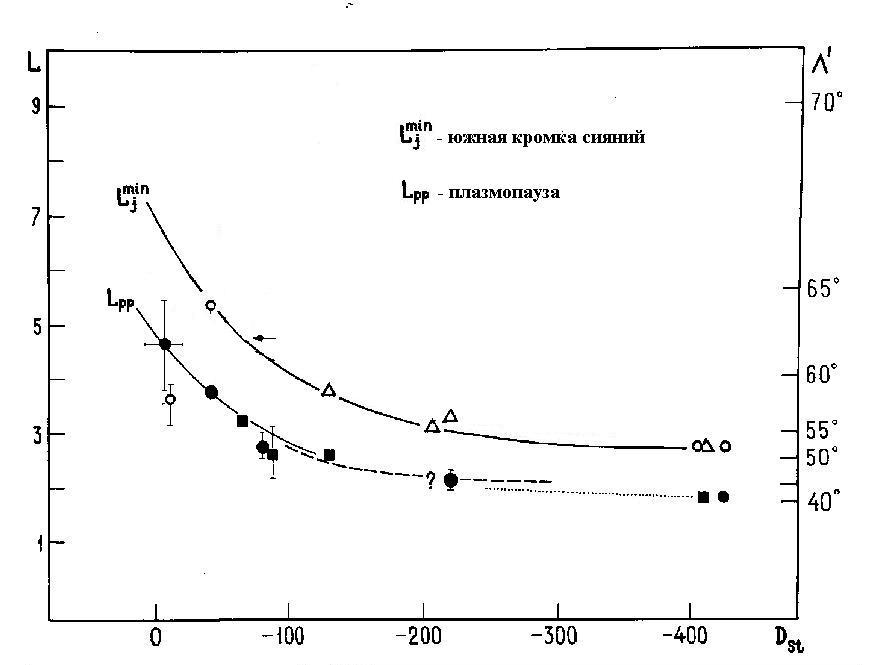 L
Λ'
9
70°
L_j^min - южная кромка сияний
L_pp - плазмопауза
L_j^min
7
65°
L_pp
5
60°
55°
3
50°
?
40°
1
0
-100
-200
-300
-400
D_st